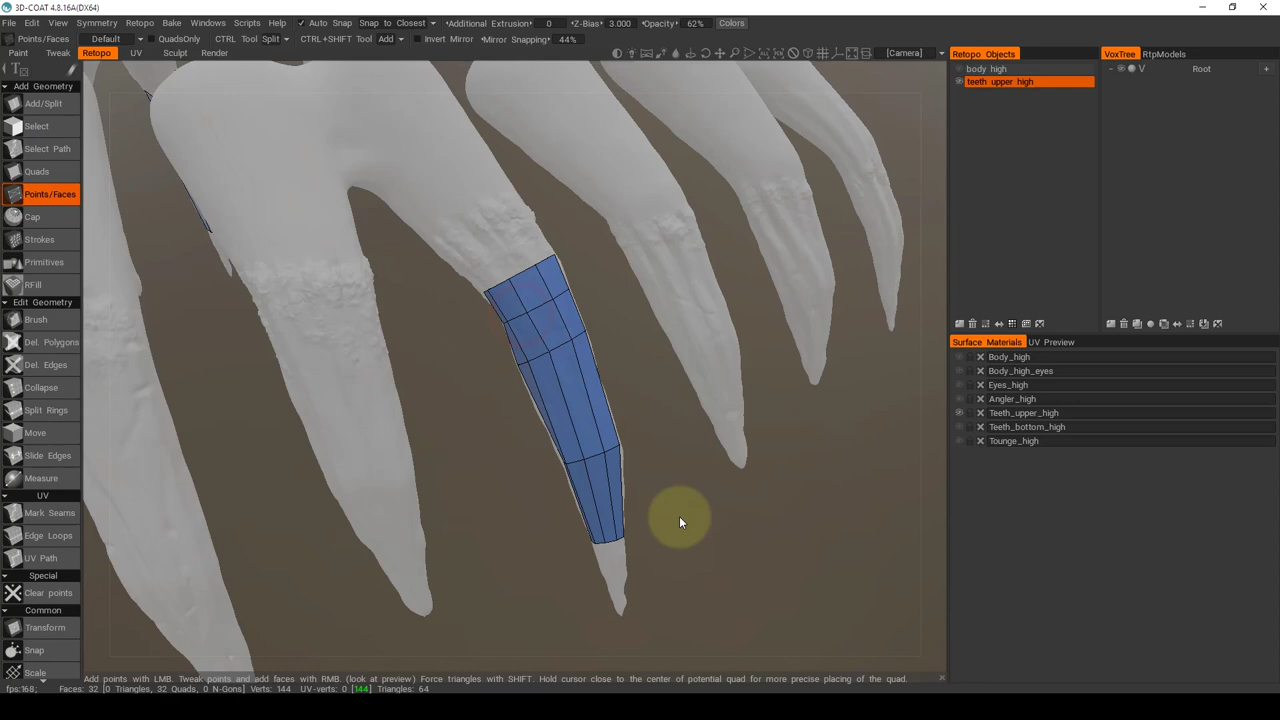 3D-COAT 4.8.16A(DX64)
File Edit View Symmetry Retopo Bake Windows Scripts Help Auto Snap Snap to Closest Additional Extrusion 0 Z-Bias 3.000 Opacity 62% Colors
Points/Faces Default QuadsOnly CTRL Tool Split CTRL+SHIFT Tool Add Invert Mirror Mirror Snapping 44%
Paint Tweak Retopo UV Sculpt Render [Camera]
Retopo Objects
body high
teeth upper high
VoxTree RtpModels
V Root
Add Geometry
Add/Split
Select
Select Path
Quads
Points/Faces
Cap
Strokes
Primitives
RFill
Edit Geometry
Brush
Del. Polygons
Del. Edges
Collapse
Split Rings
Move
Slide Edges
Measure
UV
Mark Seams
Edge Loops
UV Path
Special
Clear points
Common
Transform
Snap
Scale
Surface Materials UV Preview
Body_high
Body_high_eyes
Eyes_high
Angler_high
Teeth_upper_high
Teeth_bottom_high
Tounge_high
Add points with LMB. Tweak points and add faces with RMB. (look at preview) Force triangles with SHIFT. Hold cursor close to the center of potential quad for more precise placing of the quad.
fps:168; Faces: 32 [0 Triangles, 32 Quads, 0 N-Gons] Verts: 144 UV-verts: 0 [144] Triangles: 64